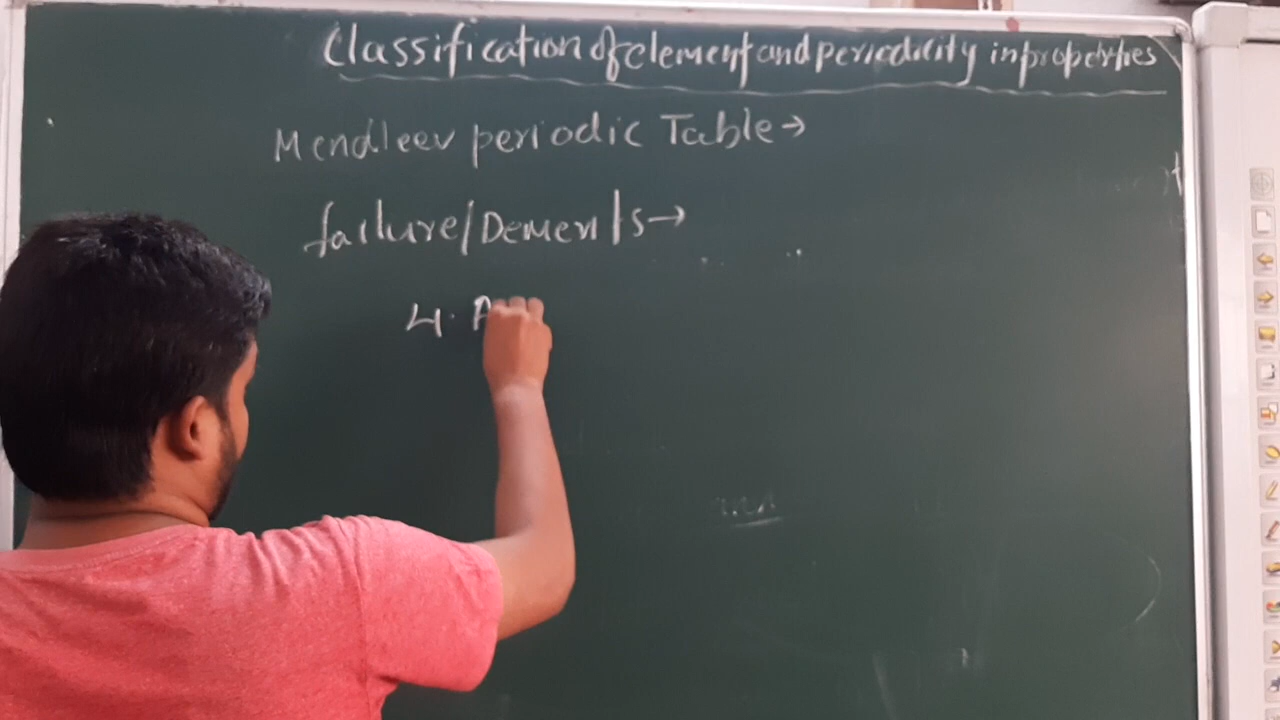 Classification of element and periodicity in properties
Mendleev periodic Table→
failure/Demerits→
4. A